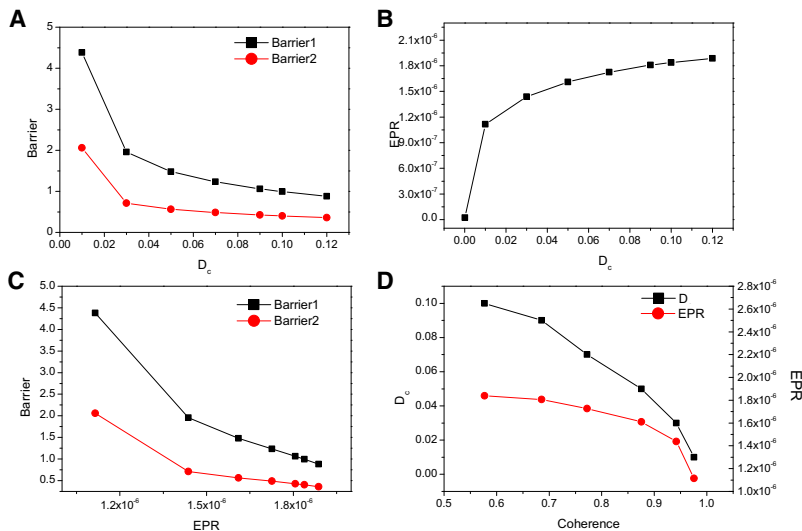 A
Barrier1
Barrier2
5
4
3
2
1
0
Barrier
0.00 0.02 0.04 0.06 0.08 0.10 0.12
D_c
B
2.1x10^-6
1.8x10^-6
1.5x10^-6
1.2x10^-6
9.0x10^-7
6.0x10^-7
3.0x10^-7
0.0
EPR
0.00 0.02 0.04 0.06 0.08 0.10 0.12
D_c
C
Barrier1
Barrier2
5.0
4.5
4.0
3.5
3.0
2.5
2.0
1.5
1.0
0.5
Barrier
1.2x10^-6 1.5x10^-6 1.8x10^-6
EPR
D
D
EPR
0.10
0.08
0.06
0.04
0.02
0.00
D_c
2.8x10^-6
2.6x10^-6
2.4x10^-6
2.2x10^-6
2.0x10^-6
1.8x10^-6
1.6x10^-6
1.4x10^-6
1.2x10^-6
1.0x10^-6
EPR
0.5 0.6 0.7 0.8 0.9 1.0
Coherence